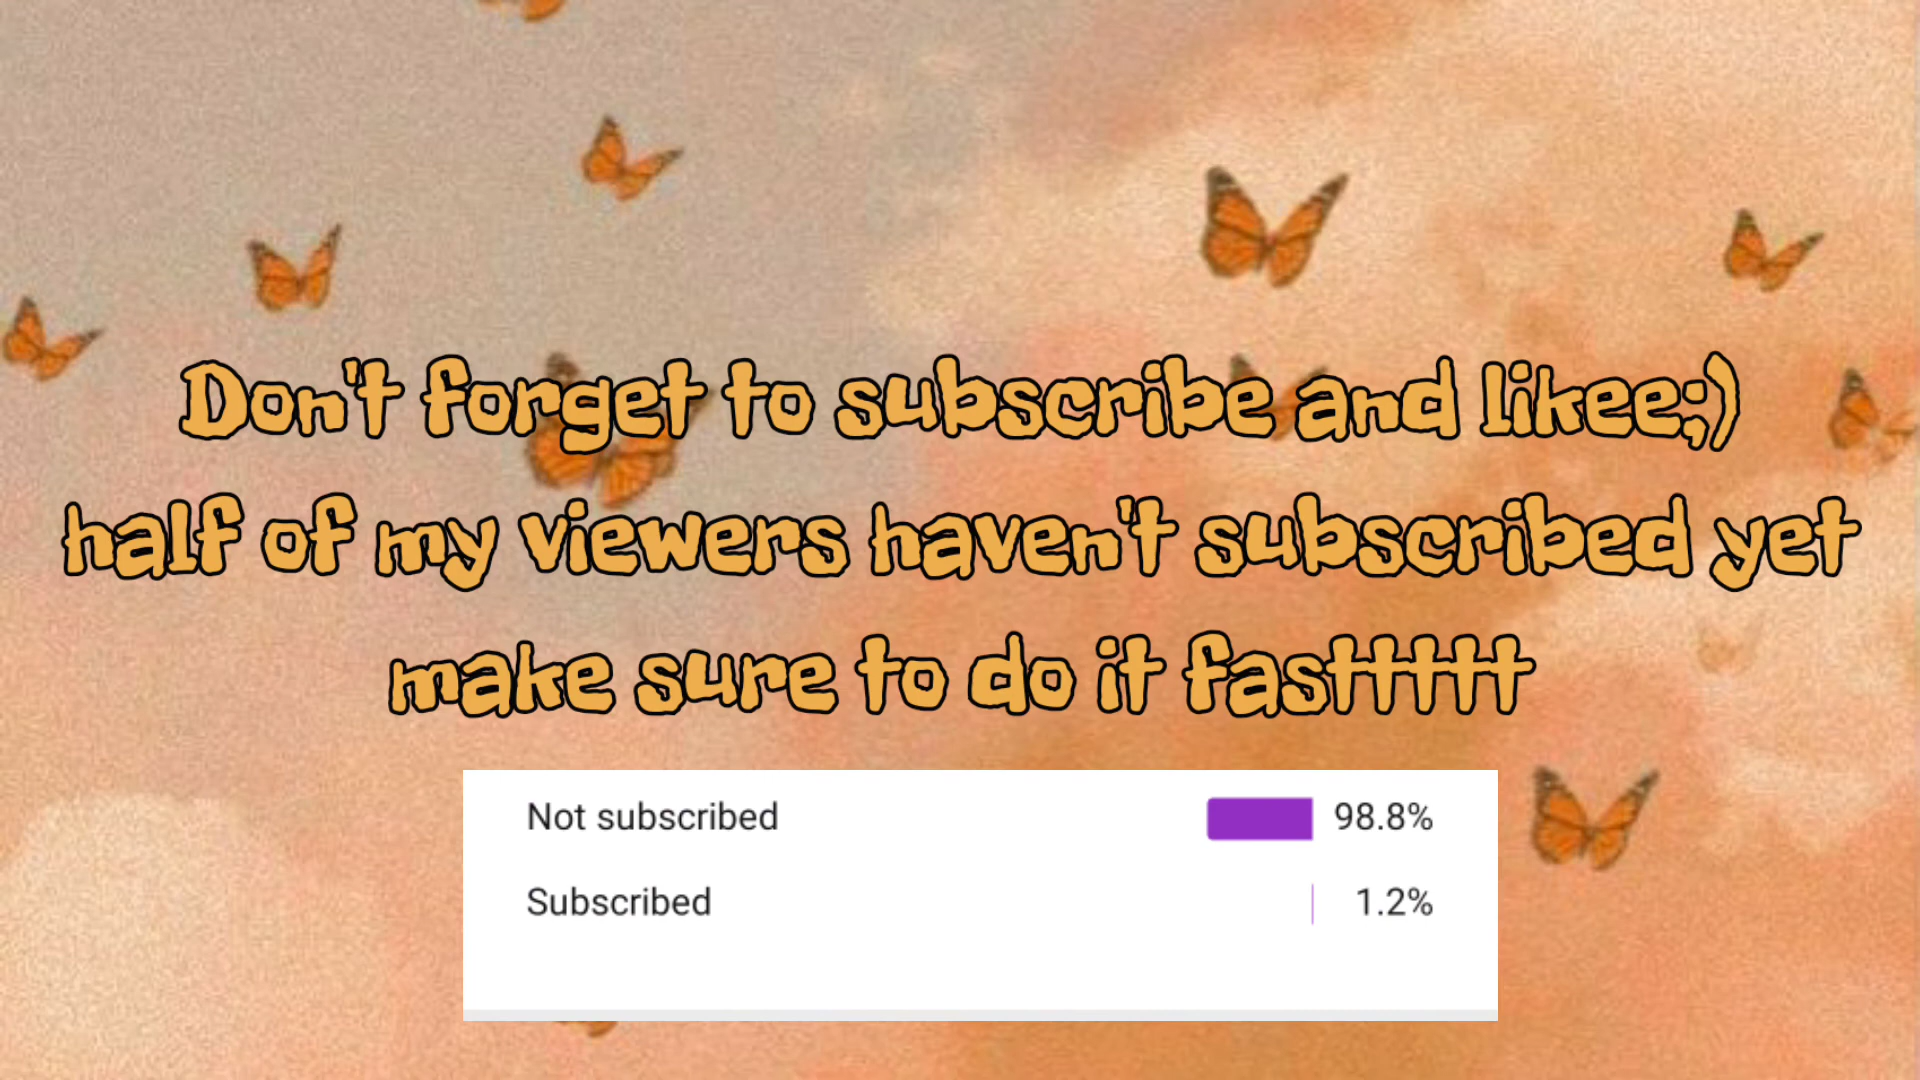 Don't forget to subscribe and likee;)
half of my viewers haven't subscribed yet
make sure to do it fasttttt
Not subscribed 98.8%
Subscribed 1.2%